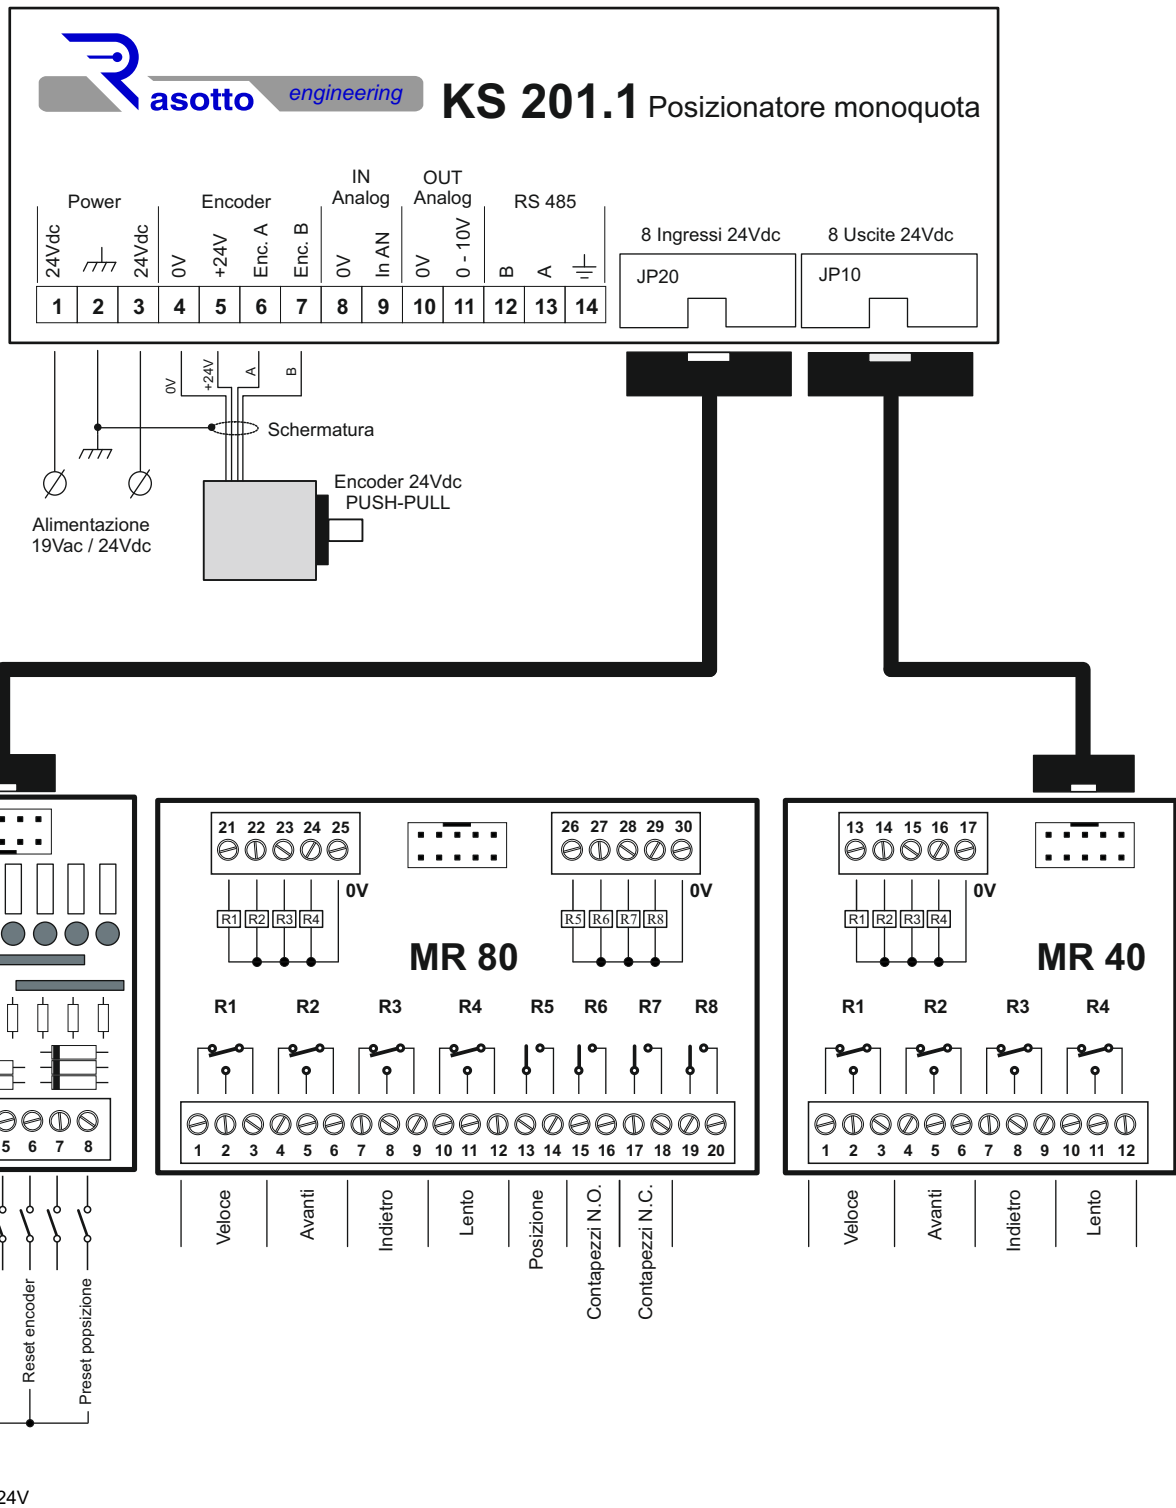 asotto engineering KS 201.1 Posizionatore monoquota
IN OUT
Power Encoder Analog Analog RS 485
24Vdc 24Vdc 0V +24V Enc. A Enc. B 0V In AN 0V 0 - 10V B A
8 Ingressi 24Vdc 8 Uscite 24Vdc
JP20 JP10
1 2 3 4 5 6 7 8 9 10 11 12 13 14
0V +24V A B
Schermatura
Encoder 24Vdc
PUSH-PULL
Alimentazione
19Vac / 24Vdc
21 22 23 24 25 26 27 28 29 30 13 14 15 16 17
0V 0V 0V
R1 R2 R3 R4 R5 R6 R7 R8 R1 R2 R3 R4
MR 80 MR 40
R1 R2 R3 R4 R5 R6 R7 R8 R1 R2 R3 R4
5 6 7 8
1 2 3 4 5 6 7 8 9 10 11 12 13 14 15 16 17 18 19 20
1 2 3 4 5 6 7 8 9 10 11 12
Veloce Avanti Indietro Lento Posizione Contapezzi N.O. Contapezzi N.C.
Veloce Avanti Indietro Lento
Reset encoder
Preset popsizione
24V